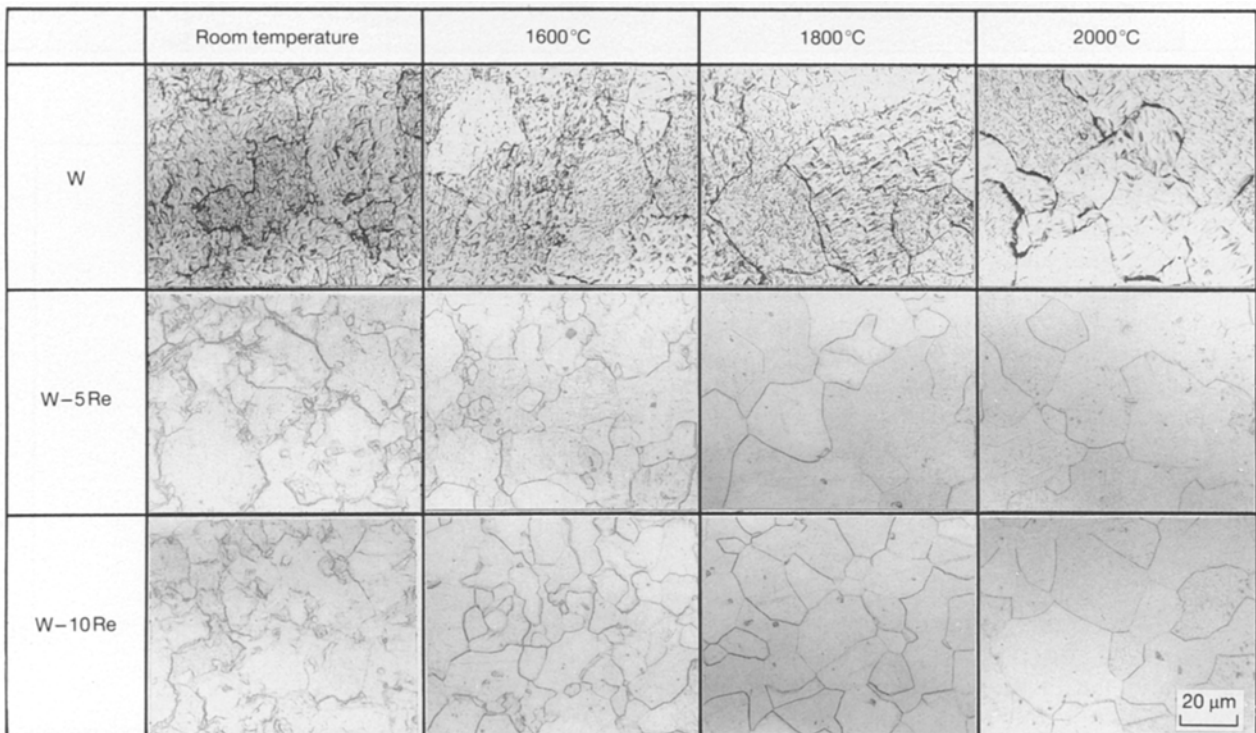 Room temperature 1600°C 1800°C 2000°C
W
W–5Re
W–10Re
20 μm